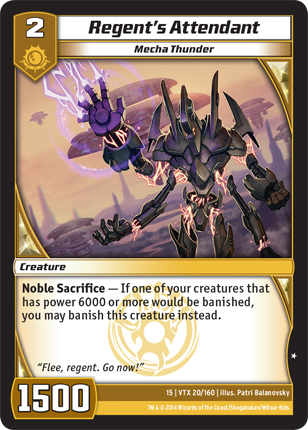 2
Regent's Attendant
Mecha Thunder
Creature
Noble Sacrifice — If one of your creatures that
has power 6000 or more would be banished,
you may banish this creature instead.
"Flee, regent. Go now!"
1500
15 | VTX 20/160 | Illus. Patri Balanovsky
TM & © 2014 Wizards of the Coast/Shogakukan/Mitsui-Kids.